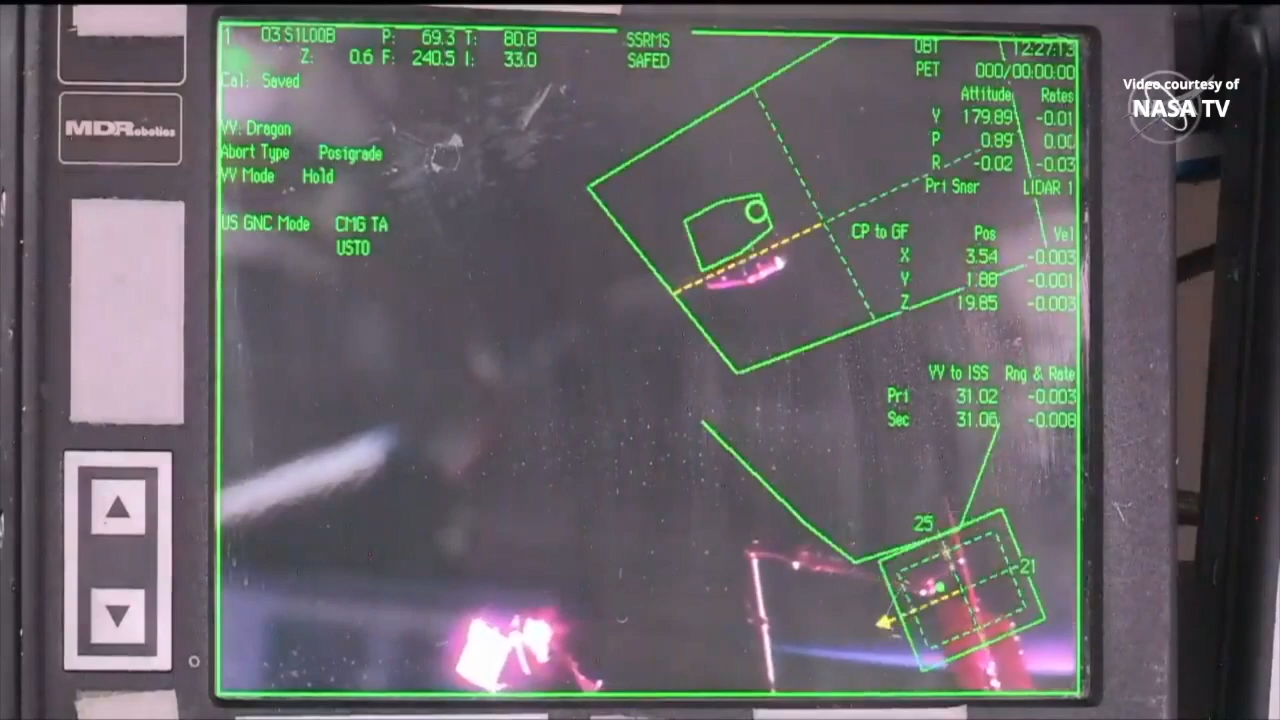 1 03 S1LOOB P: 69.3 T: 80.8 SSRMS OBT 12:27:13
Z: 0.6 F: 240.5 I: 33.0 SAFED PET 000/00:00:00
Cal: Saved
Video courtesy of
NASA TV
Attitude Rates
Y 179.89 -0.01
MDRobotics
VV: Dragon
P 0.89 0.00
Abort Type Posigrade
R -0.02 -0.03
VV Mode Hold
Pri Snsr LIDAR 1
US GNC Mode CMG TA
USTO
CP to GF Pos Vel
X 3.54 -0.003
Y 1.88 -0.001
Z 19.85 -0.003
VV to ISS Rng & Rate
Pri 31.02 -0.003
Sec 31.06 -0.008
25
21